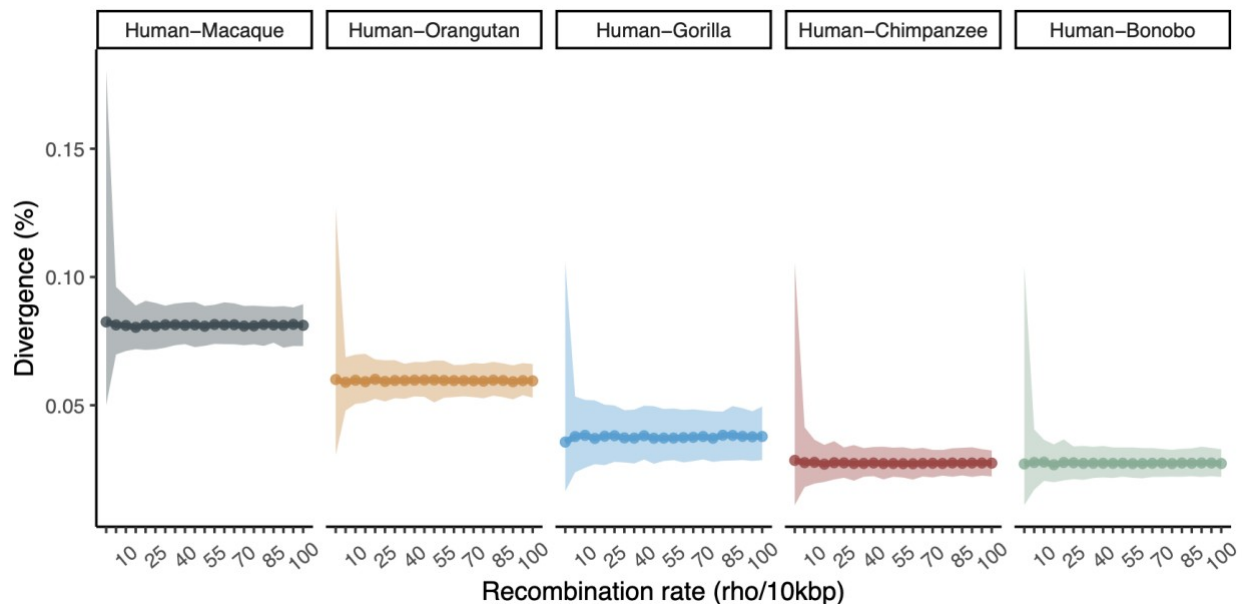 Human−Macaque
Human−Orangutan
Human−Gorilla
Human−Chimpanzee
Human−Bonobo
Divergence (%)
0.15
0.10
0.05
10 25 40 55 70 85 100
10 25 40 55 70 85 100
10 25 40 55 70 85 100
10 25 40 55 70 85 100
10 25 40 55 70 85 100
Recombination rate (rho/10kbp)